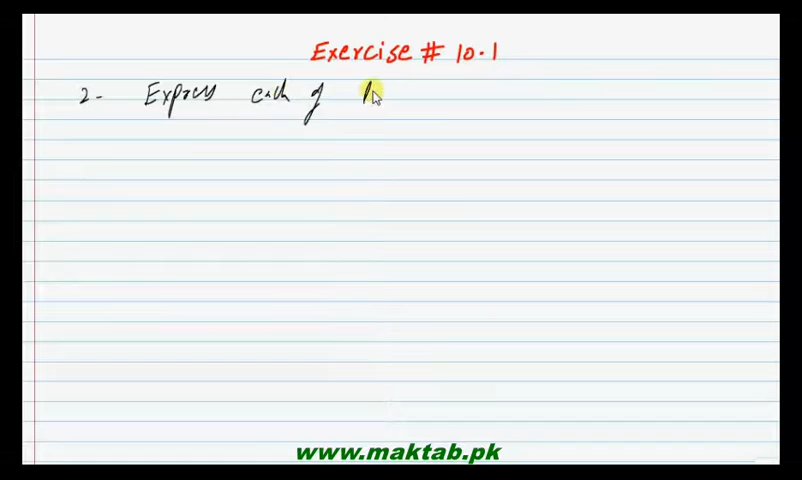 Exercise # 10.1
2- Express each of
www.maktab.pk